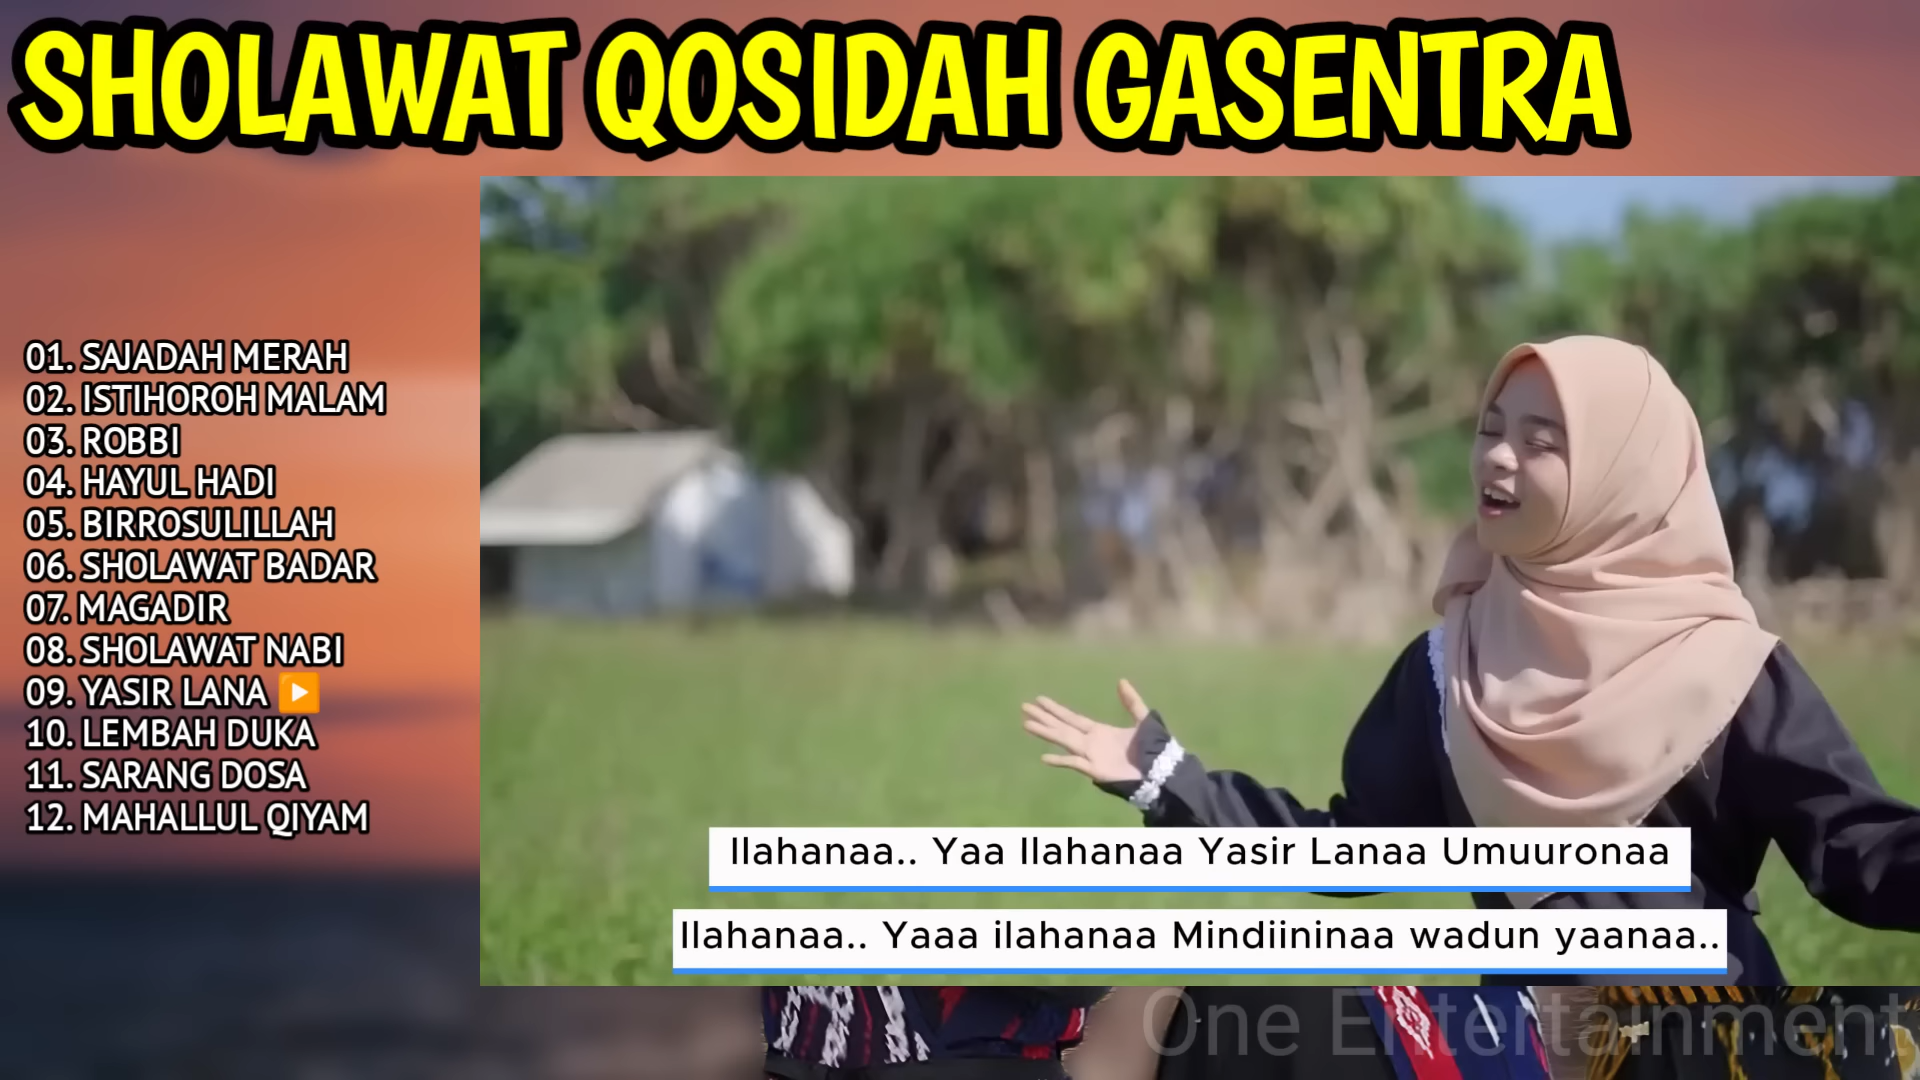 SHOLAWAT QOSIDAH GASENTRA
01. SAJADAH MERAH
02. ISTIHOROH MALAM
03. ROBBI
04. HAYUL HADI
05. BIRROSULILLAH
06. SHOLAWAT BADAR
07. MAGADIR
08. SHOLAWAT NABI
09. YASIR LANA ▶️
10. LEMBAH DUKA
11. SARANG DOSA
12. MAHALLUL QIYAM
Ilahanaa.. Yaa Ilahanaa Yasir Lanaa Umuuronaa
Ilahanaa.. Yaaa ilahanaa Mindiininaa wadun yaanaa..
One Entertainment